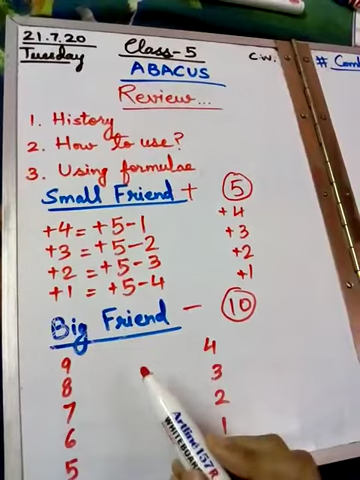 21.7.20
Tuesday
Class-5
C.W.
ABACUS
Review...
1. History
2. How to use?
3. Using formulae
Small Friend + 5
+4 = +5-1 +4
+3 = +5-2 +3
+2 = +5-3 +2
+1 = +5-4 +1
Big Friend - 10
9 4
8 3
7 2
6 1
5
Artline 157R
WHITEBOARD